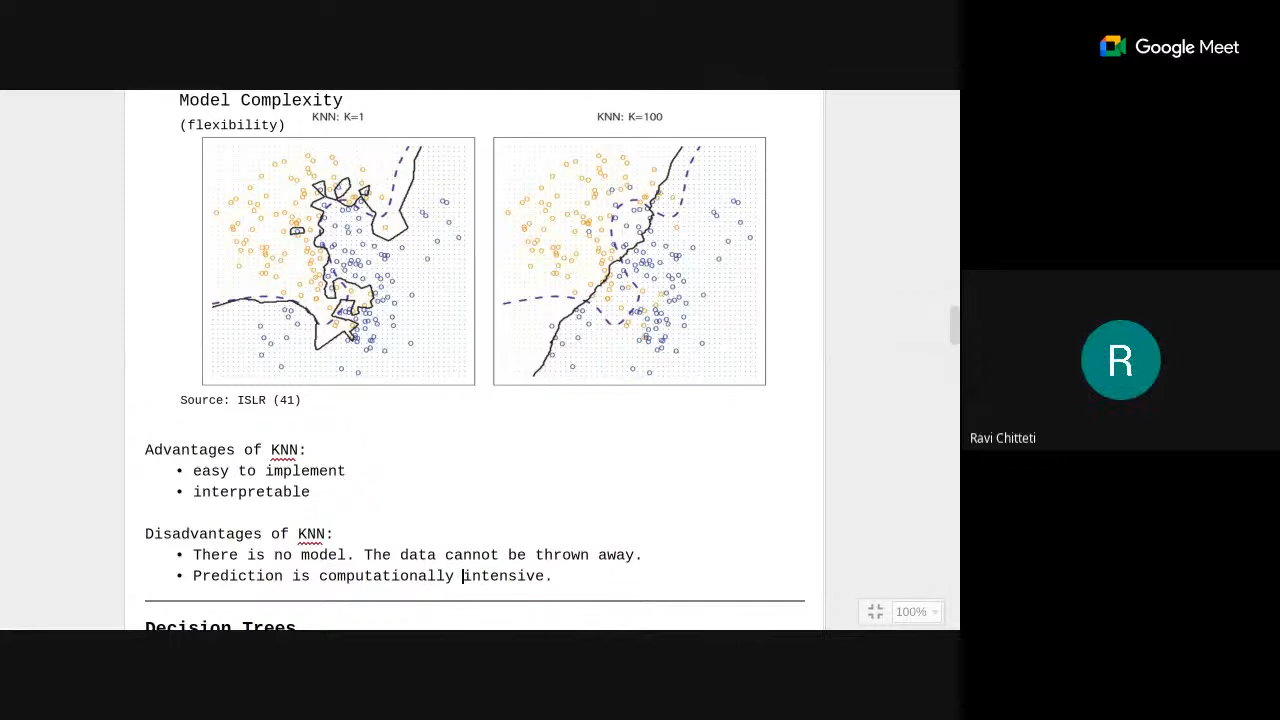 Google Meet
Model Complexity
(flexibility)
KNN: K=1
KNN: K=100
Source: ISLR (41)
Advantages of KNN:
• easy to implement
• interpretable
Disadvantages of KNN:
• There is no model. The data cannot be thrown away.
• Prediction is computationally intensive.
Decision Trees
100%
R
Ravi Chitteti